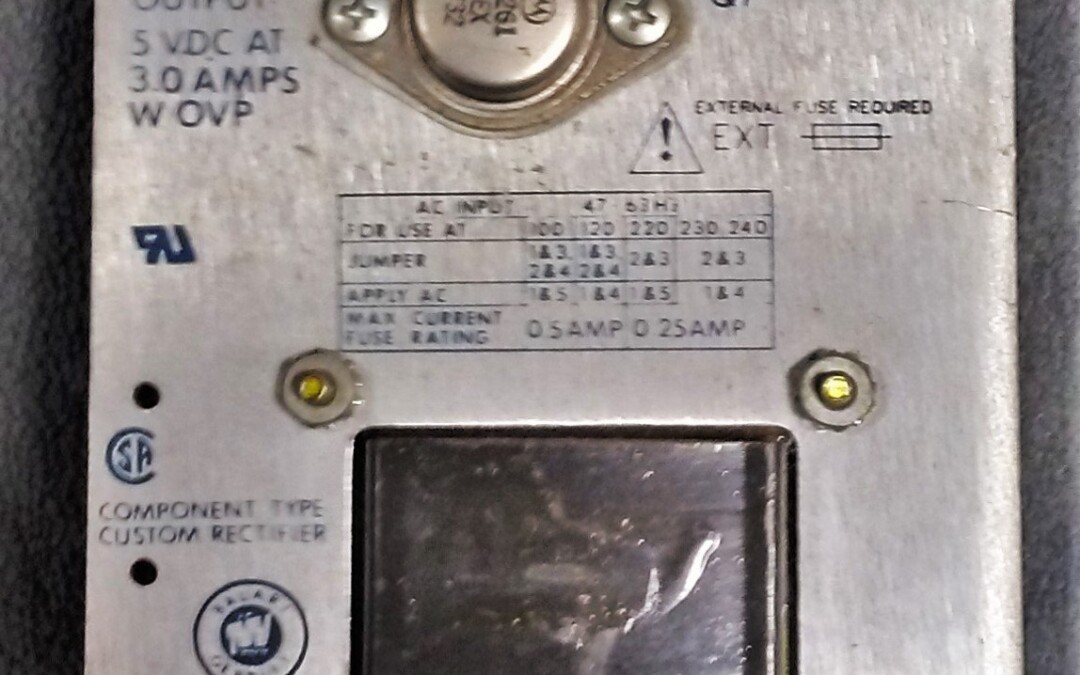 OUTPUT
5 VDC AT
3.0 AMPS
W OVP
EXTERNAL FUSE REQUIRED
! EXT
AC INPUT 47 63Hz
FOR USE AT 100 120 220 230 240
JUMPER 1&3, 1&3, 2&3 2&3
2&4 2&4
APPLY AC 1&5 1&4 1&5 1&4
MAX CURRENT
FUSE RATING 0.5AMP 0.25AMP
SA
COMPONENT TYPE
CUSTOM RECTIFIER